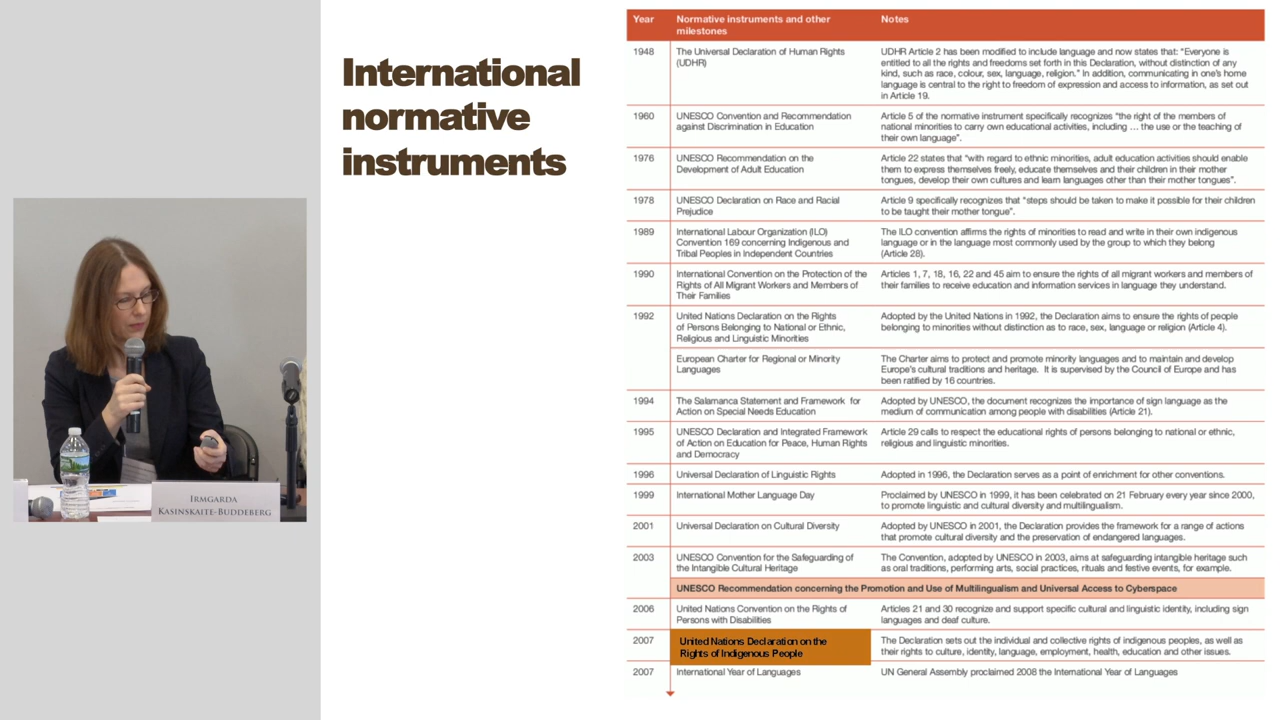 International
normative
instruments
IRMGARDA
KASINSKAITE-BUDDEBERG
Year Normative instruments and other Notes
milestones
1948 The Universal Declaration of Human Rights UDHR Article 2 has been modified to include language and now states that: “Everyone is
(UDHR) entitled to all the rights and freedoms set forth in this Declaration, without distinction of any
kind, such as race, colour, sex, language, religion.” In addition, communicating in one’s home
language is central to the right to freedom of expression and access to information, as set out
in Article 19.
1960 UNESCO Convention and Recommendation Article 5 of the normative instrument specifically recognizes “the right of the members of
against Discrimination in Education national minorities to carry own educational activities, including … the use or the teaching of
their own language”.
1976 UNESCO Recommendation on the Article 22 states that “with regard to ethnic minorities, adult education activities should enable
Development of Adult Education them to express themselves freely, educate themselves and their children in their mother
tongues, develop their own cultures and learn languages other than their mother tongues”.
1978 UNESCO Declaration on Race and Racial Article 9 specifically recognizes that “steps should be taken to make it possible for their children
Prejudice to be taught their mother tongue”.
1989 International Labour Organization (ILO) The ILO convention affirms the rights of minorities to read and write in their own indigenous
Convention 169 concerning Indigenous and language or in the language most commonly used by the group to which they belong
Tribal Peoples in Independent Countries (Article 28).
1990 International Convention on the Protection of the Articles 1, 7, 18, 16, 22 and 45 aim to ensure the rights of all migrant workers and members of
Rights of All Migrant Workers and Members of their families to receive education and information services in language they understand.
Their Families
1992 United Nations Declaration on the Rights Adopted by the United Nations in 1992, the Declaration aims to ensure the rights of people
of Persons Belonging to National or Ethnic, belonging to minorities without distinction as to race, sex, language or religion (Article 4).
Religious and Linguistic Minorities
European Charter for Regional or Minority The Charter aims to protect and promote minority languages and to maintain and develop
Languages Europe’s cultural traditions and heritage. It is supervised by the Council of Europe and has
been ratified by 16 countries.
1994 The Salamanca Statement and Framework for Adopted by UNESCO, the document recognizes the importance of sign language as the
Action on Special Needs Education medium of communication among people with disabilities (Article 21).
1995 UNESCO Declaration and Integrated Framework Article 29 calls to respect the educational rights of persons belonging to national or ethnic,
of Action on Education for Peace, Human Rights religious and linguistic minorities.
and Democracy
1996 Universal Declaration of Linguistic Rights Adopted in 1996, the Declaration serves as a point of enrichment for other conventions.
1999 International Mother Language Day Proclaimed by UNESCO in 1999, it has been celebrated on 21 February every year since 2000,
to promote linguistic and cultural diversity and multilingualism.
2001 Universal Declaration on Cultural Diversity Adopted by UNESCO in 2001, the Declaration provides the framework for a range of actions
that promote cultural diversity and the preservation of endangered languages.
2003 UNESCO Convention for the Safeguarding of The Convention, adopted by UNESCO in 2003, aims at safeguarding intangible heritage such
the Intangible Cultural Heritage as oral traditions, performing arts, social practices, rituals and festive events, for example.
UNESCO Recommendation concerning the Promotion and Use of Multilingualism and Universal Access to Cyberspace
2006 United Nations Convention on the Rights of Articles 21 and 30 recognize and support specific cultural and linguistic identity, including sign
Persons with Disabilities languages and deaf culture.
2007 United Nations Declaration on the The Declaration sets out the individual and collective rights of indigenous peoples, as well as
Rights of Indigenous People their rights to culture, identity, language, employment, health, education and other issues.
2007 International Year of Languages UN General Assembly proclaimed 2008 the International Year of Languages